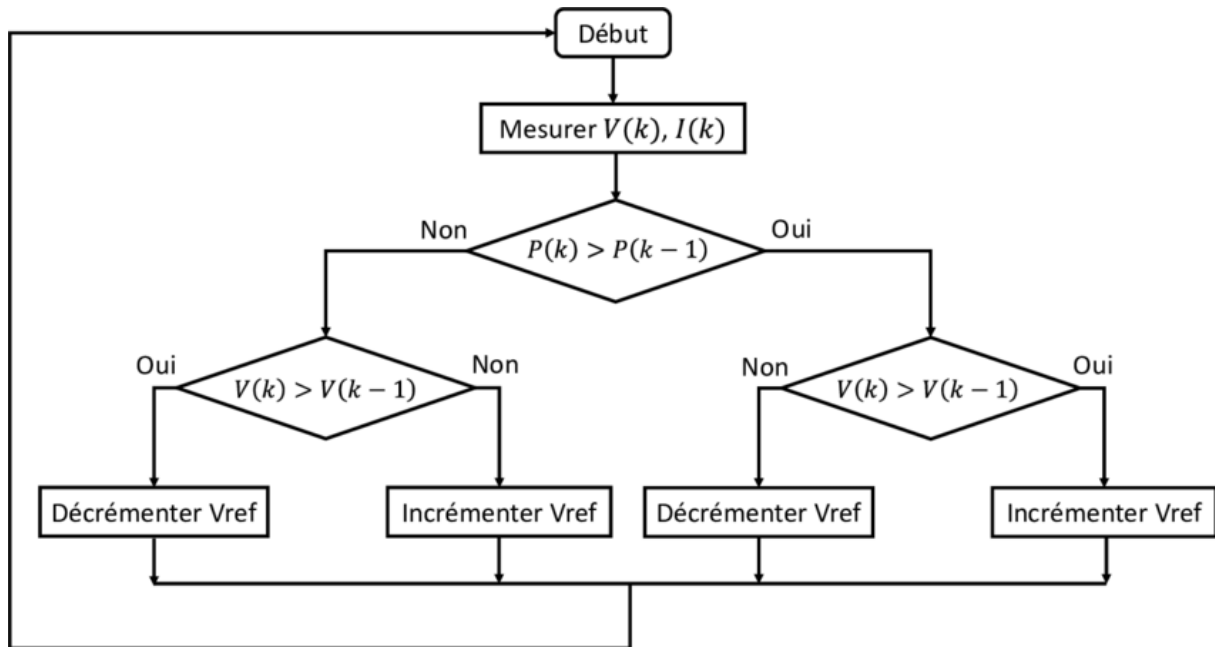 Début
Mesurer V(k), I(k)
Non
Oui
P(k) > P(k − 1)
Oui
Non
V(k) > V(k − 1)
Non
Oui
V(k) > V(k − 1)
Décrémenter Vref
Incrémenter Vref
Décrémenter Vref
Incrémenter Vref